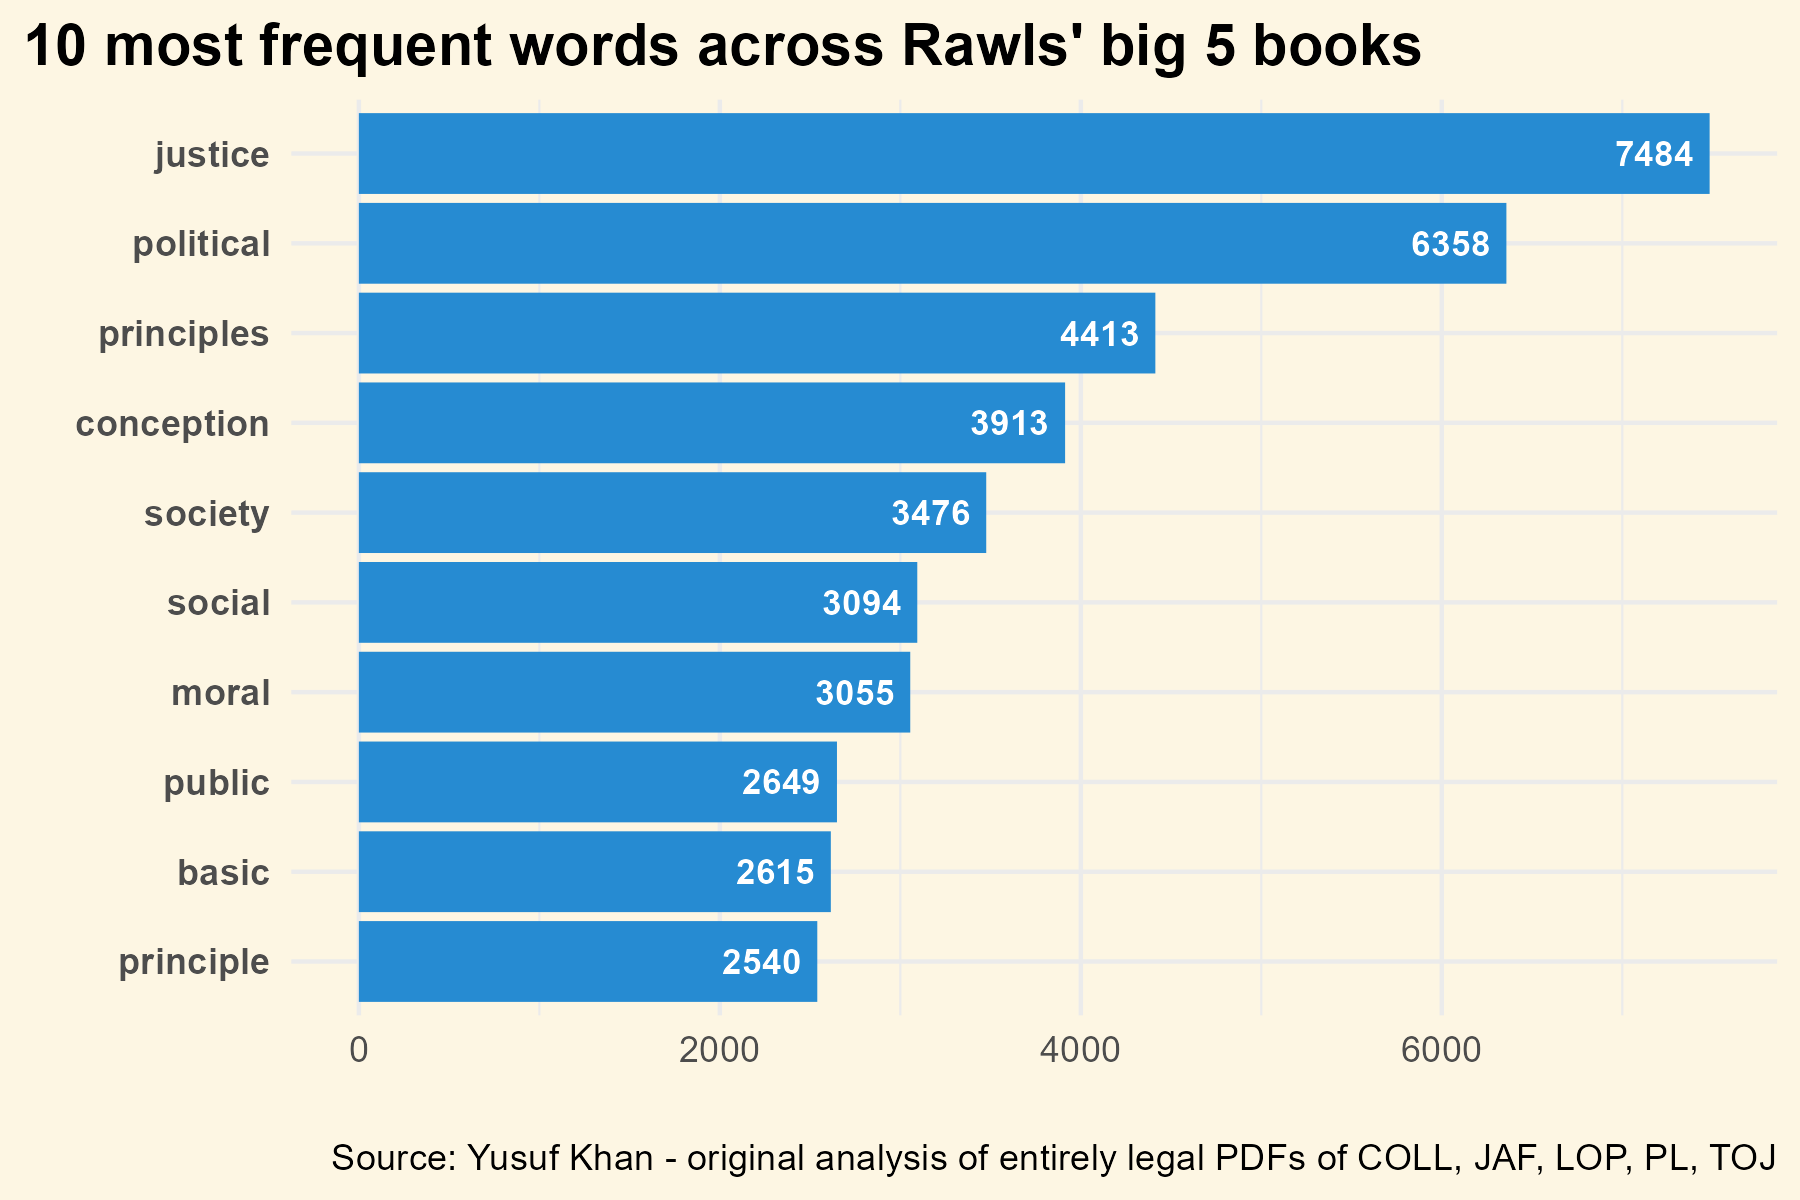 10 most frequent words across Rawls' big 5 books
justice 7484
political 6358
principles 4413
conception 3913
society 3476
social 3094
moral 3055
public 2649
basic 2615
principle 2540
0 2000 4000 6000
Source: Yusuf Khan - original analysis of entirely legal PDFs of COLL, JAF, LOP, PL, TOJ